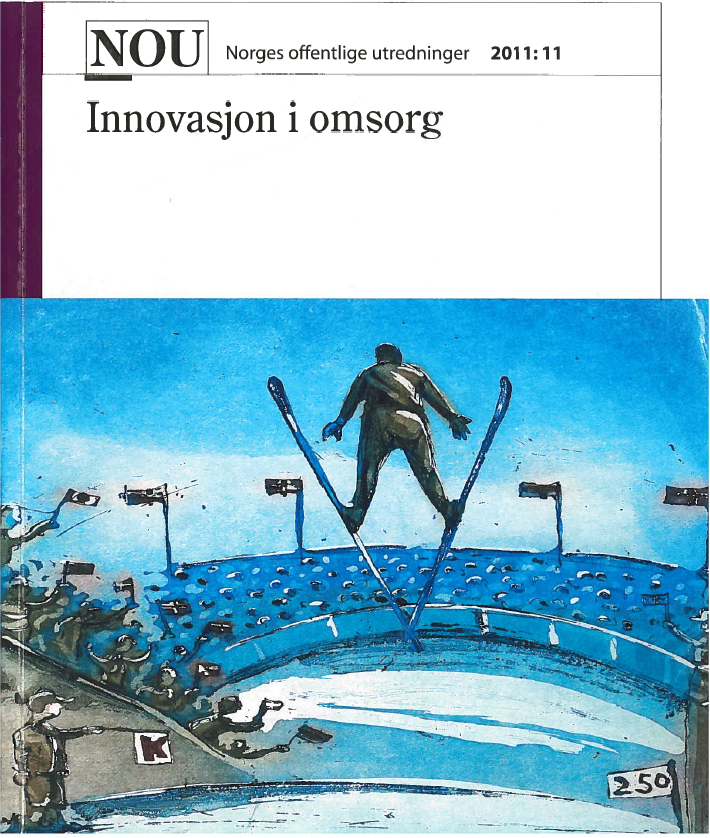 NOU Norges offentlige utredninger 2011: 11
Innovasjon i omsorg
K
250